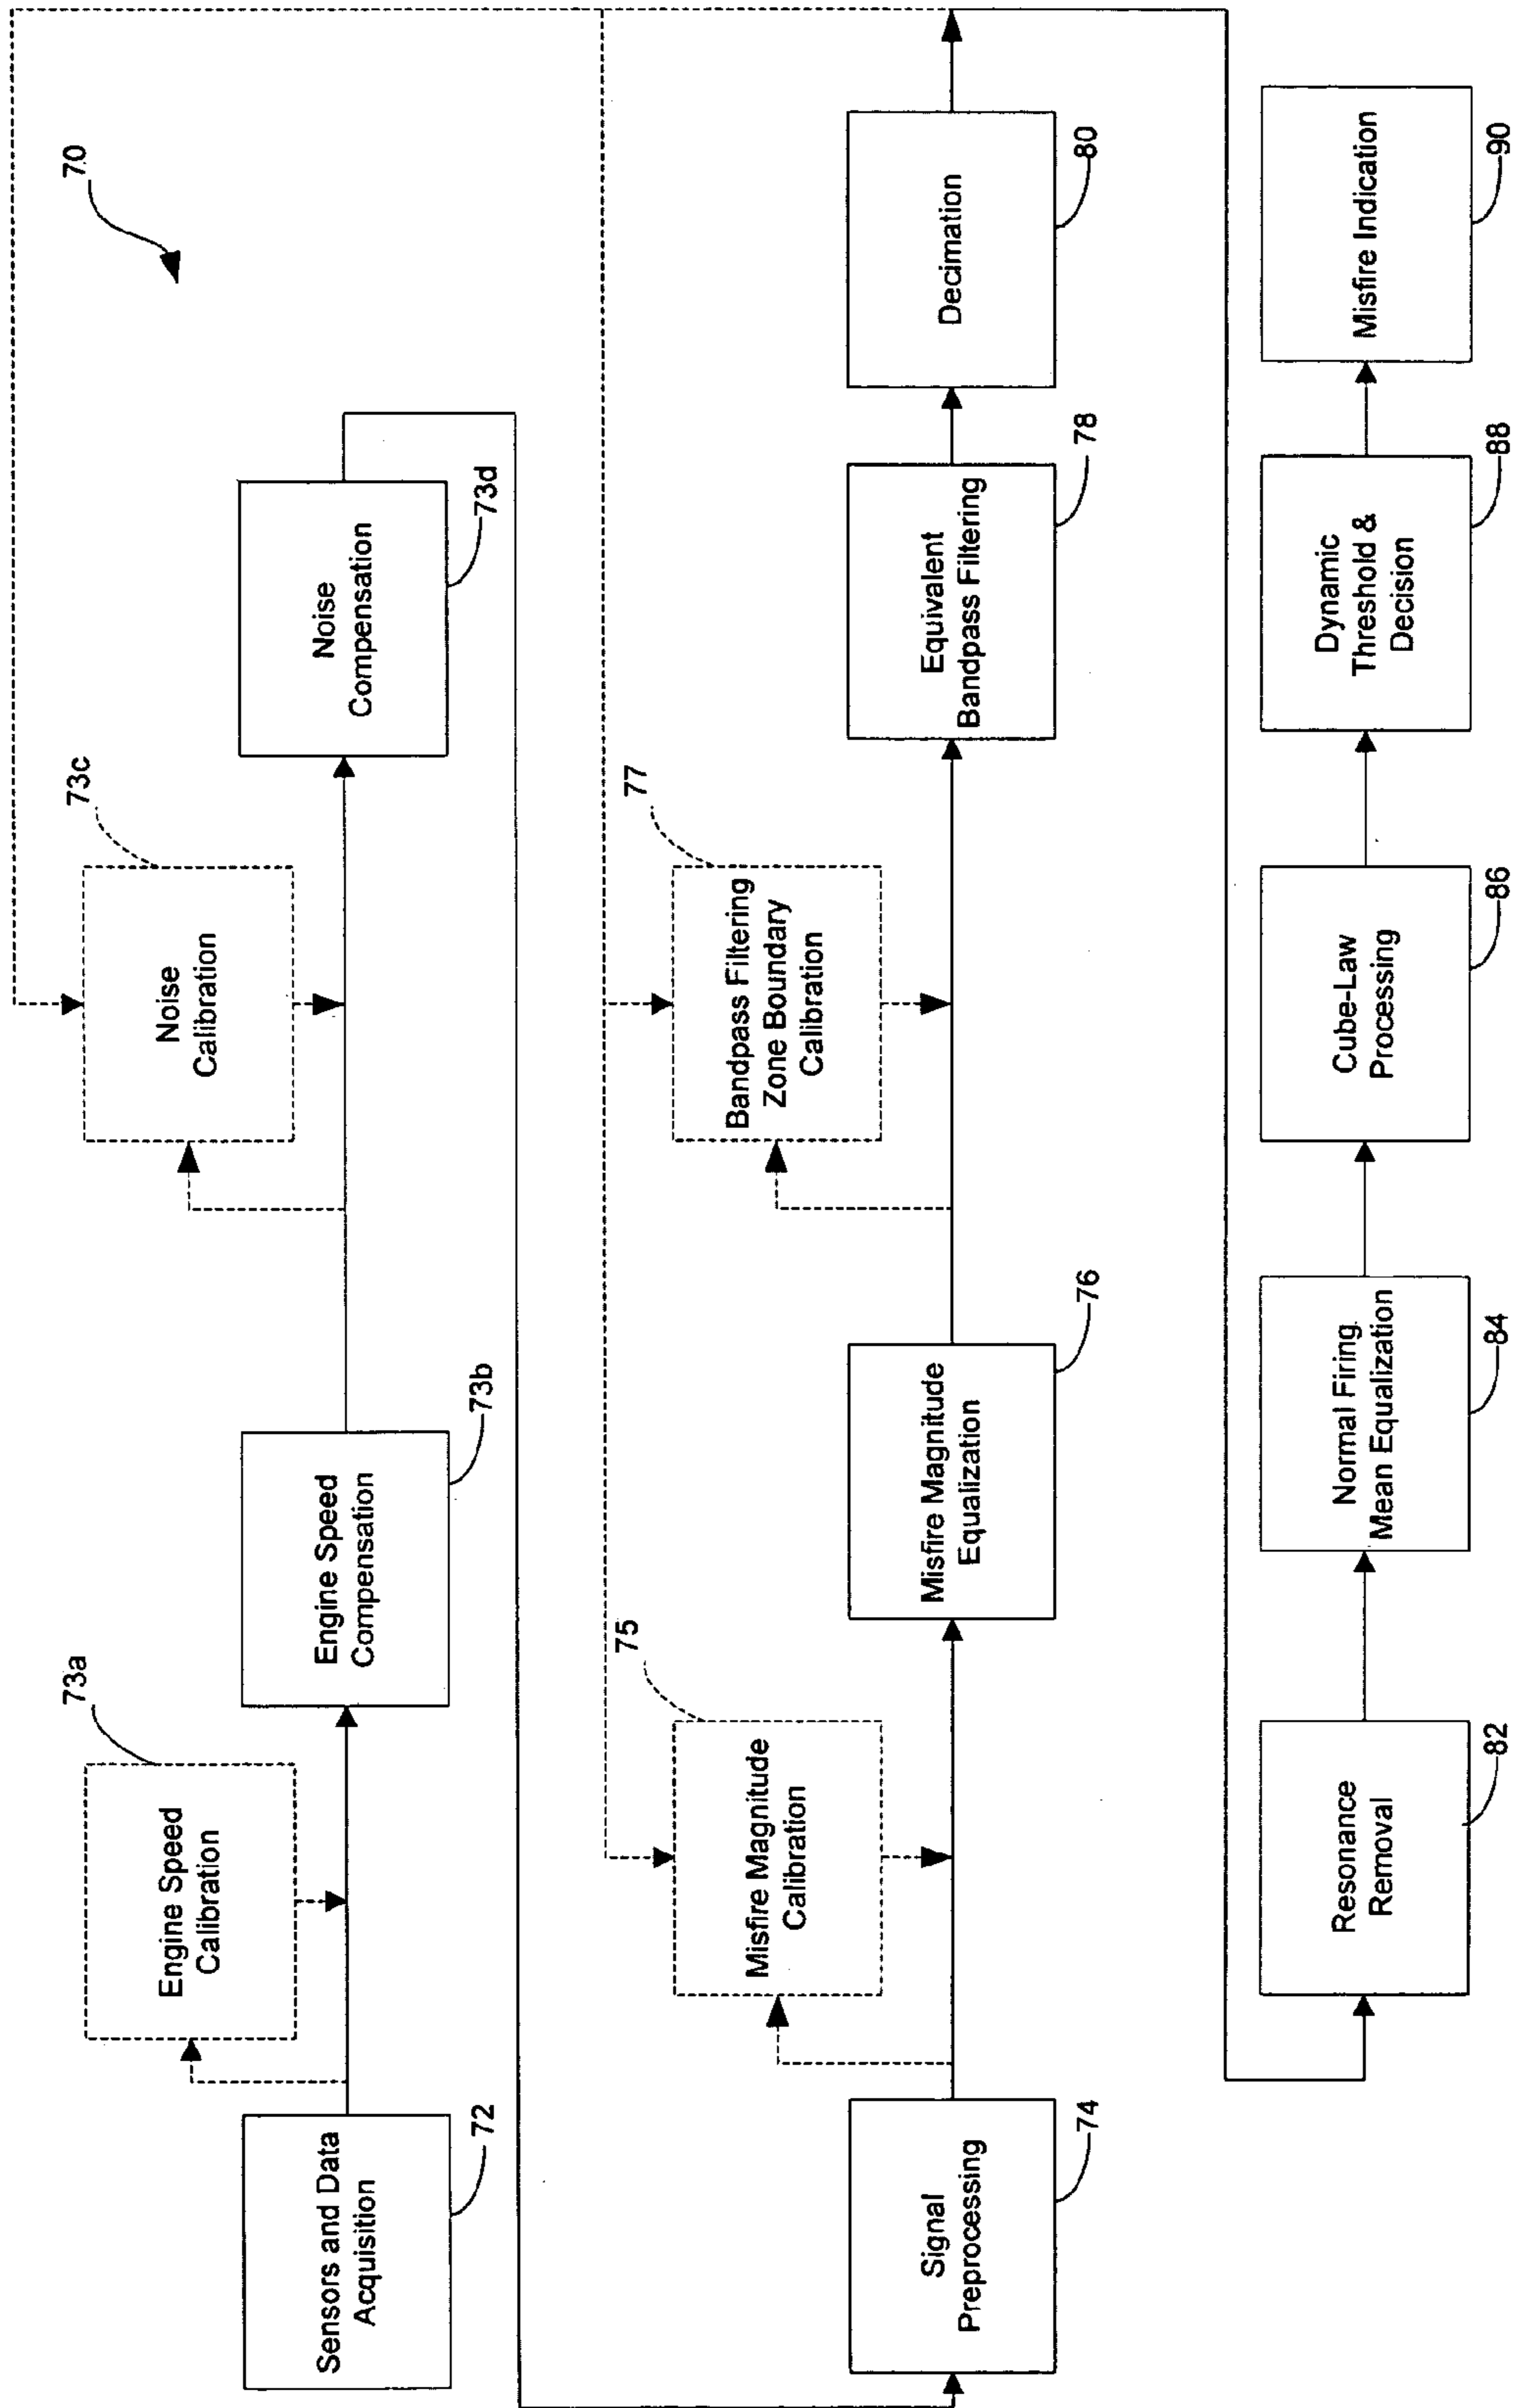 70
Engine Speed
Calibration
73a
Noise
Calibration
73c
Sensors and Data
Acquisition
72
Engine Speed
Compensation
73b
Noise
Compensation
73d
Misfire Magnitude
Calibration
75
Bandpass Filtering
Zone Boundary
Calibration
77
Signal
Preprocessing
74
Misfire Magnitude
Equalization
76
Equivalent
Bandpass Filtering
78
Decimation
80
Resonance
Removal
82
Normal Firing
Mean Equalization
84
Cube-Law
Processing
86
Dynamic
Threshold &
Decision
88
Misfire Indication
90